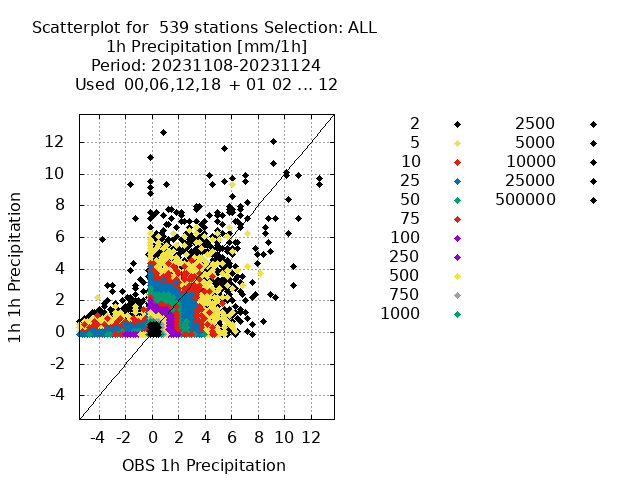 Scatterplot for 539 stations Selection: ALL
1h Precipitation [mm/1h]
Period: 20231108-20231124
Used 00,06,12,18 + 01 02 ... 12
1h 1h Precipitation
12
10
8
6
4
2
0
-2
-4
-4 -2 0 2 4 6 8 10 12
OBS 1h Precipitation
2 2500
5 5000
10 10000
25 25000
50 500000
75
100
250
500
750
1000